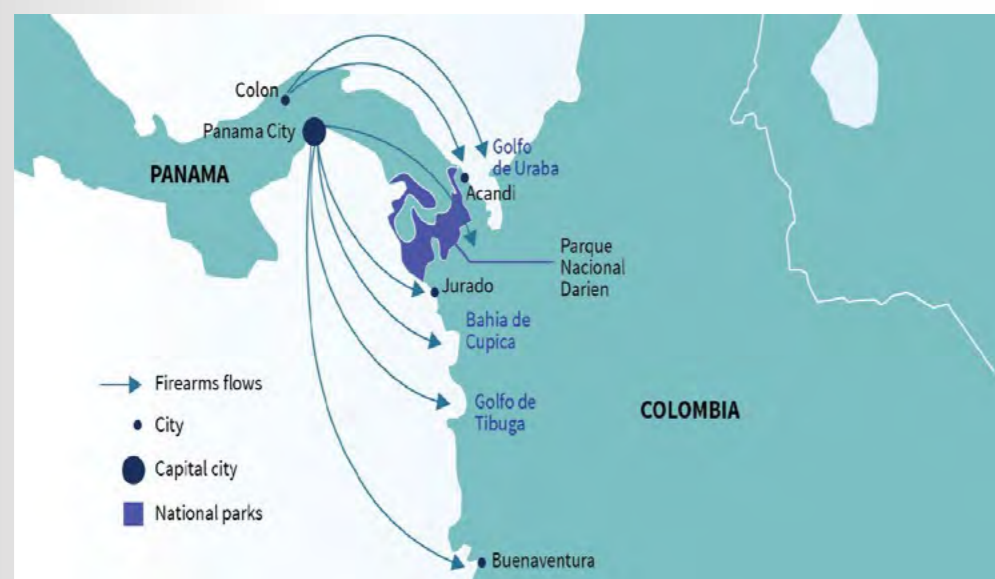 Colon
Panama City
PANAMA
Golfo
de Uraba
Acandi
Parque
Nacional
Darien
Jurado
Bahia de
Cupica
Firearms flows
City
Golfo de
Tibuga
COLOMBIA
Capital city
National parks
Buenaventura